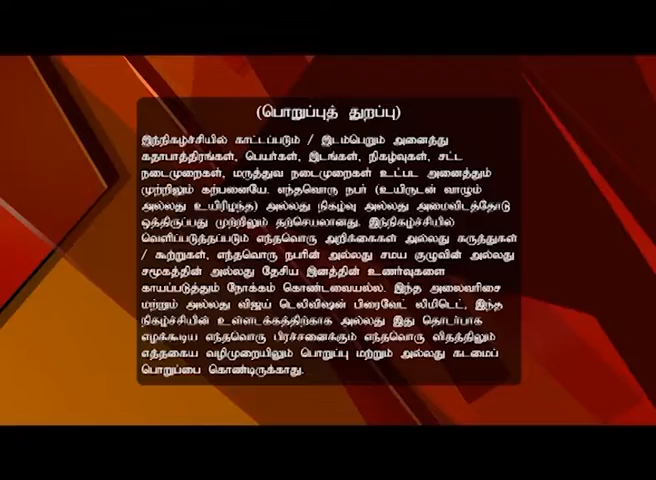 (பொறுப்புத் துறப்பு)
இந்நிகழ்ச்சியில் காட்டப்படும் / இடம்பெறும் அனைத்து
கதாபாத்திரங்கள், பெயர்கள், இடங்கள், நிகழ்வுகள், சட்ட
நடைமுறைகள், மருத்துவ நடைமுறைகள் உட்பட அனைத்தும்
முற்றிலும் கற்பனையே. எந்தவொரு நபர் (உயிருடன் வாழும்
அல்லது உயிரிழந்த) அல்லது நிகழ்வு அல்லது அமைவிடத்தோடு
ஒத்திருப்பது முற்றிலும் தற்செயலானது. இந்நிகழ்ச்சியில்
வெளிப்படுத்தப்படும் எந்தவொரு அறிக்கைகள் அல்லது கருத்துகள்
/ கூற்றுகள், எந்தவொரு நபரின் அல்லது சமய குழுவின் அல்லது
சமூகத்தின் அல்லது தேசிய இனத்தின் உணர்வுகளை
காயப்படுத்தும் நோக்கம் கொண்டவையல்ல. இந்த அலைவரிசை
மற்றும் அல்லது விஜய் டெலிவிஷன் பிரைவேட் லிமிடெட், இந்த
நிகழ்ச்சியின் உள்ளடக்கத்திற்காக அல்லது இது தொடர்பாக
எழக்கூடிய எந்தவொரு பிரச்சனைக்கும் எந்தவொரு விதத்திலும்
எத்தகைய வழிமுறையிலும் பொறுப்பு மற்றும் அல்லது கடமைப்
பொறுப்பை கொண்டிருக்காது.